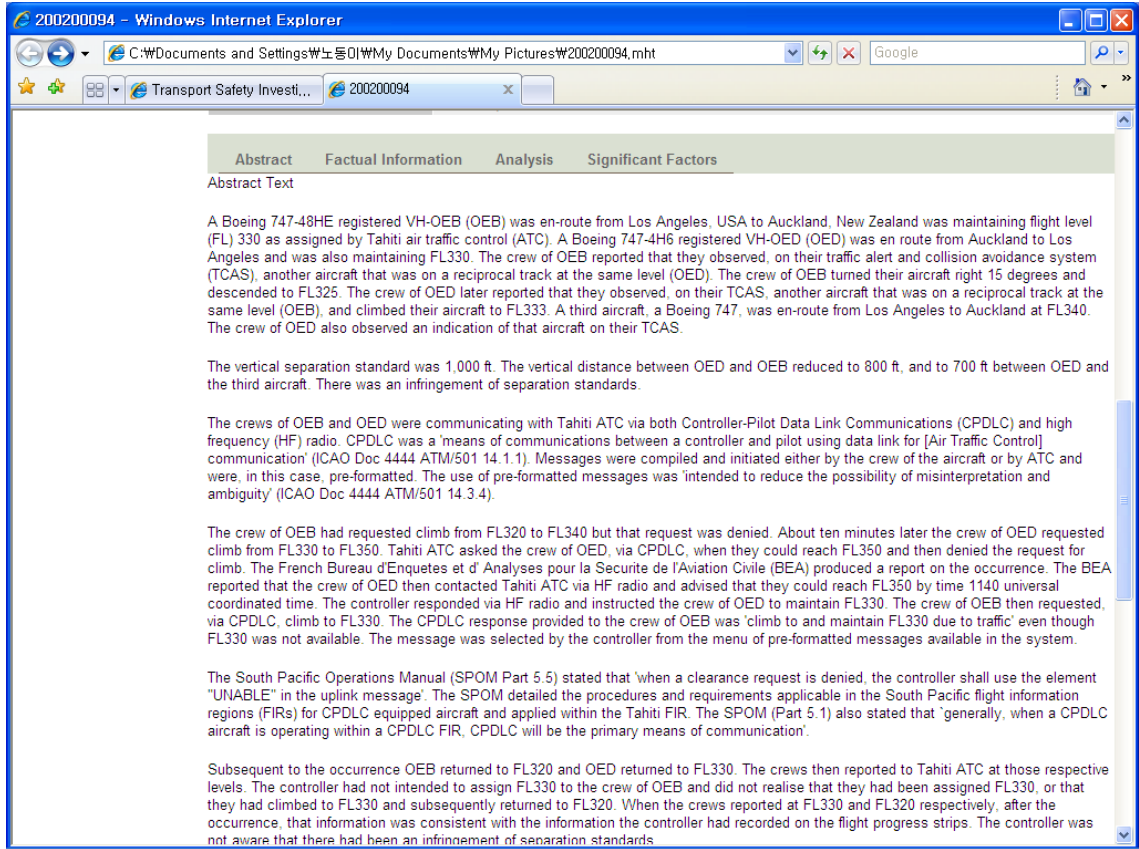 200200094 - Windows Internet Explorer
C:₩Documents and Settings₩노동이₩My Documents₩My Pictures₩200200094,mht
Google
Transport Safety Investi,,,
200200094
Abstract Factual Information Analysis Significant Factors
Abstract Text
A Boeing 747-48HE registered VH-OEB (OEB) was en-route from Los Angeles, USA to Auckland, New Zealand was maintaining flight level
(FL) 330 as assigned by Tahiti air traffic control (ATC). A Boeing 747-4H6 registered VH-OED (OED) was en route from Auckland to Los
Angeles and was also maintaining FL330. The crew of OEB reported that they observed, on their traffic alert and collision avoidance system
(TCAS), another aircraft that was on a reciprocal track at the same level (OED). The crew of OEB turned their aircraft right 15 degrees and
descended to FL325. The crew of OED later reported that they observed, on their TCAS, another aircraft that was on a reciprocal track at the
same level (OEB), and climbed their aircraft to FL333. A third aircraft, a Boeing 747, was en-route from Los Angeles to Auckland at FL340.
The crew of OED also observed an indication of that aircraft on their TCAS.
The vertical separation standard was 1,000 ft. The vertical distance between OED and OEB reduced to 800 ft, and to 700 ft between OED and
the third aircraft. There was an infringement of separation standards.
The crews of OEB and OED were communicating with Tahiti ATC via both Controller-Pilot Data Link Communications (CPDLC) and high
frequency (HF) radio. CPDLC was a 'means of communications between a controller and pilot using data link for [Air Traffic Control]
communication' (ICAO Doc 4444 ATM/501 14.1.1). Messages were compiled and initiated either by the crew of the aircraft or by ATC and
were, in this case, pre-formatted. The use of pre-formatted messages was 'intended to reduce the possibility of misinterpretation and
ambiguity' (ICAO Doc 4444 ATM/501 14.3.4).
The crew of OEB had requested climb from FL320 to FL340 but that request was denied. About ten minutes later the crew of OED requested
climb from FL330 to FL350. Tahiti ATC asked the crew of OED, via CPDLC, when they could reach FL350 and then denied the request for
climb. The French Bureau d'Enquetes et d' Analyses pour la Securite de l'Aviation Civile (BEA) produced a report on the occurrence. The BEA
reported that the crew of OED then contacted Tahiti ATC via HF radio and advised that they could reach FL350 by time 1140 universal
coordinated time. The controller responded via HF radio and instructed the crew of OED to maintain FL330. The crew of OEB then requested,
via CPDLC, climb to FL330. The CPDLC response provided to the crew of OEB was 'climb to and maintain FL330 due to traffic' even though
FL330 was not available. The message was selected by the controller from the menu of pre-formatted messages available in the system.
The South Pacific Operations Manual (SPOM Part 5.5) stated that 'when a clearance request is denied, the controller shall use the element
"UNABLE" in the uplink message'. The SPOM detailed the procedures and requirements applicable in the South Pacific flight information
regions (FIRs) for CPDLC equipped aircraft and applied within the Tahiti FIR. The SPOM (Part 5.1) also stated that `generally, when a CPDLC
aircraft is operating within a CPDLC FIR, CPDLC will be the primary means of communication'.
Subsequent to the occurrence OEB returned to FL320 and OED returned to FL330. The crews then reported to Tahiti ATC at those respective
levels. The controller had not intended to assign FL330 to the crew of OEB and did not realise that they had been assigned FL330, or that
they had climbed to FL330 and subsequently returned to FL320. When the crews reported at FL330 and FL320 respectively, after the
occurrence, that information was consistent with the information the controller had recorded on the flight progress strips. The controller was
not aware that there had been an infringement of separation standards.